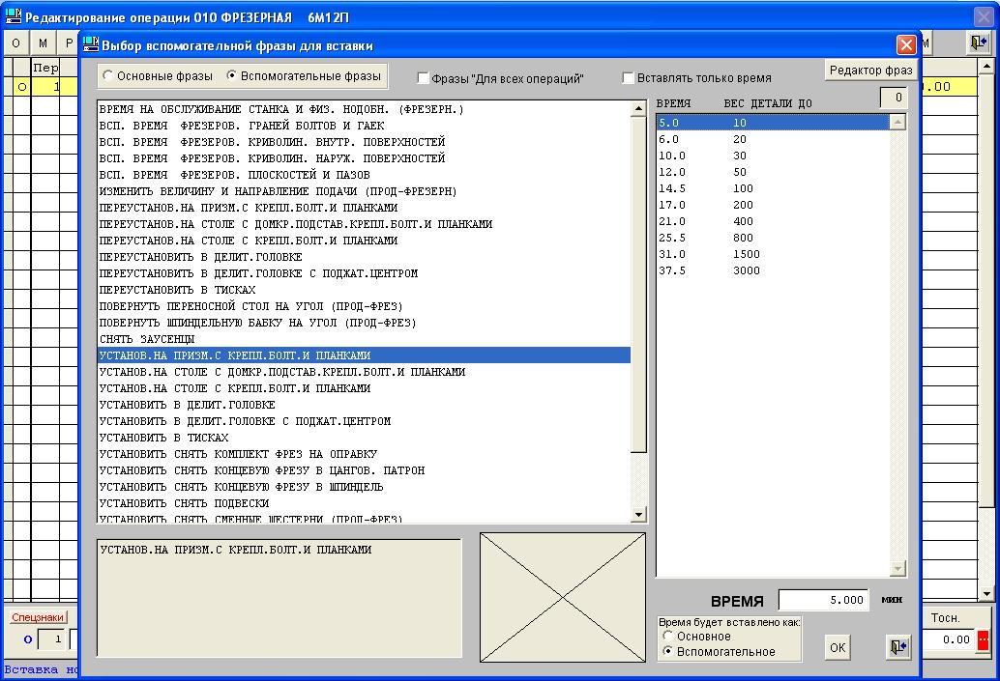 Редактирование операции 010 ФРЕЗЕРНАЯ 6М12П
О М Р
Выбор вспомогательной фразы для вставки
М
Пер
О 1
.00
Основные фразы Вспомогательные фразы Фразы "Для всех операций" Вставлять только время Редактор фраз
0
ВРЕМЯ НА ОБСЛУЖИВАНИЕ СТАНКА И ФИЗ. НОДОБН. (ФРЕЗЕРН.)
ВСП. ВРЕМЯ ФРЕЗЕРОВ. ГРАНЕЙ БОЛТОВ И ГАЕК
ВСП. ВРЕМЯ ФРЕЗЕРОВ. КРИВОЛИН. ВНУТР. ПОВЕРХНОСТЕЙ
ВСП. ВРЕМЯ ФРЕЗЕРОВ. КРИВОЛИН. НАРУЖ. ПОВЕРХНОСТЕЙ
ВСП. ВРЕМЯ ФРЕЗЕРОВ. ПЛОСКОСТЕЙ И ПАЗОВ
ИЗМЕНИТЬ ВЕЛИЧИНУ И НАПРАВЛЕНИЕ ПОДАЧИ (ПРОД-ФРЕЗЕРН)
ПЕРЕУСТАНОВ.НА ПРИЗМ.С КРЕПЛ.БОЛТ.И ПЛАНКАМИ
ПЕРЕУСТАНОВ.НА СТОЛЕ С ДОМКР.ПОДСТАВ.КРЕПЛ.БОЛТ.И ПЛАНКАМИ
ПЕРЕУСТАНОВ.НА СТОЛЕ С КРЕПЛ.БОЛТ.И ПЛАНКАМИ
ПЕРЕУСТАНОВИТЬ В ДЕЛИТ.ГОЛОВКЕ
ПЕРЕУСТАНОВИТЬ В ДЕЛИТ.ГОЛОВКЕ С ПОДЖАТ.ЦЕНТРОМ
ПЕРЕУСТАНОВИТЬ В ТИСКАХ
ПОВЕРНУТЬ ПЕРЕНОСНОЙ СТОЛ НА УГОЛ (ПРОД-ФРЕЗ)
ПОВЕРНУТЬ ШПИНДЕЛЬНУЮ БАБКУ НА УГОЛ (ПРОД-ФРЕЗ)
СНЯТЬ ЗАУСЕНЦЫ
УСТАНОВ.НА ПРИЗМ.С КРЕПЛ.БОЛТ.И ПЛАНКАМИ
УСТАНОВ.НА СТОЛЕ С ДОМКР.ПОДСТАВ.КРЕПЛ.БОЛТ.И ПЛАНКАМИ
УСТАНОВ.НА СТОЛЕ С КРЕПЛ.БОЛТ.И ПЛАНКАМИ
УСТАНОВИТЬ В ДЕЛИТ.ГОЛОВКЕ
УСТАНОВИТЬ В ДЕЛИТ.ГОЛОВКЕ С ПОДЖАТ.ЦЕНТРОМ
УСТАНОВИТЬ В ТИСКАХ
УСТАНОВИТЬ СНЯТЬ КОМПЛЕКТ ФРЕЗ НА ОПРАВКУ
УСТАНОВИТЬ СНЯТЬ КОНЦЕВУЮ ФРЕЗУ В ЦАНГОВ. ПАТРОН
УСТАНОВИТЬ СНЯТЬ КОНЦЕВУЮ ФРЕЗУ В ШПИНДЕЛЬ
УСТАНОВИТЬ СНЯТЬ ПОДВЕСКИ
УСТАНОВИТЬ СНЯТЬ СМЕННЫЕ ШЕСТЕРНИ (ПРОД-ФРЕЗ)
ВРЕМЯ ВЕС ДЕТАЛИ ДО
5.0 10
6.0 20
10.0 30
12.0 50
14.5 100
17.0 200
21.0 400
25.5 800
31.0 1500
37.5 3000
УСТАНОВ.НА ПРИЗМ.С КРЕПЛ.БОЛТ.И ПЛАНКАМИ
ВРЕМЯ 5.000 мин
Время будет вставлено как:
Основное
Вспомогательное
ОК
Спецзнаки
О 1
Тосн.
0.00
Вставка но